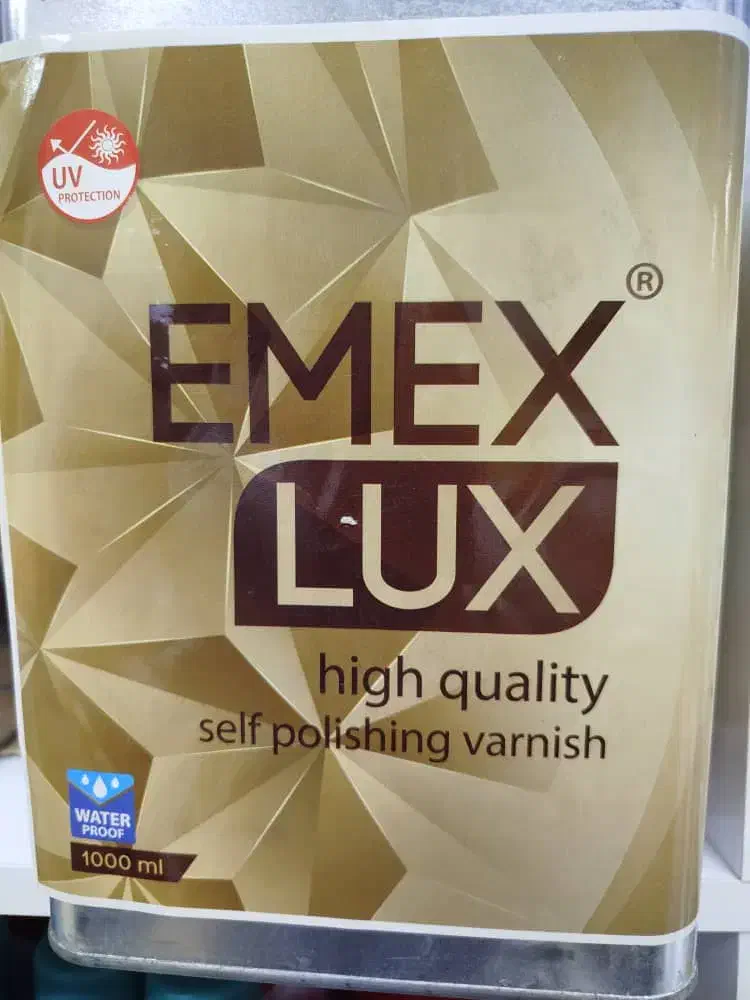 UV
PROTECTION
EMEX®
LUX
high quality
self polishing varnish
WATER
PROOF
1000 ml